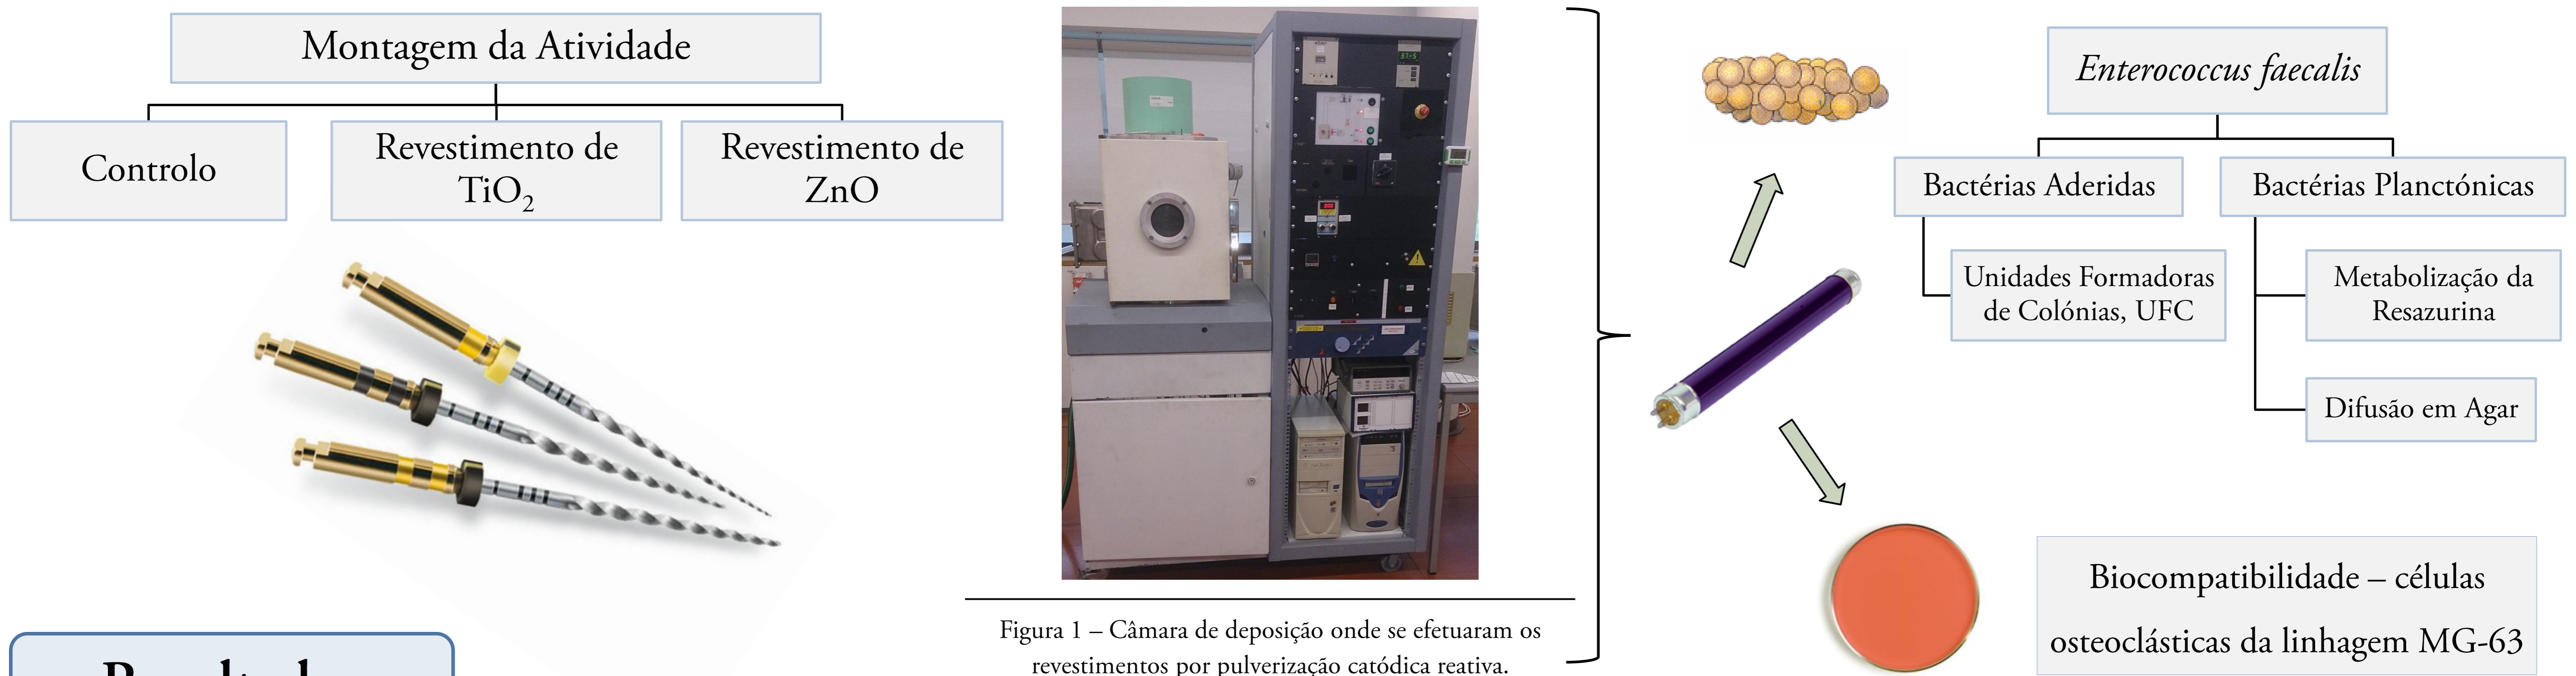 Montagem da Atividade
Controlo
Revestimento de
TiO₂
Revestimento de
ZnO
Figura 1 – Câmara de deposição onde se efetuaram os
revestimentos por pulverização catódica reativa.
Enterococcus faecalis
Bactérias Aderidas
Unidades Formadoras
de Colónias, UFC
Bactérias Planctónicas
Metabolização da
Resazurina
Difusão em Agar
Biocompatibilidade – células
osteoclásticas da linhagem MG-63